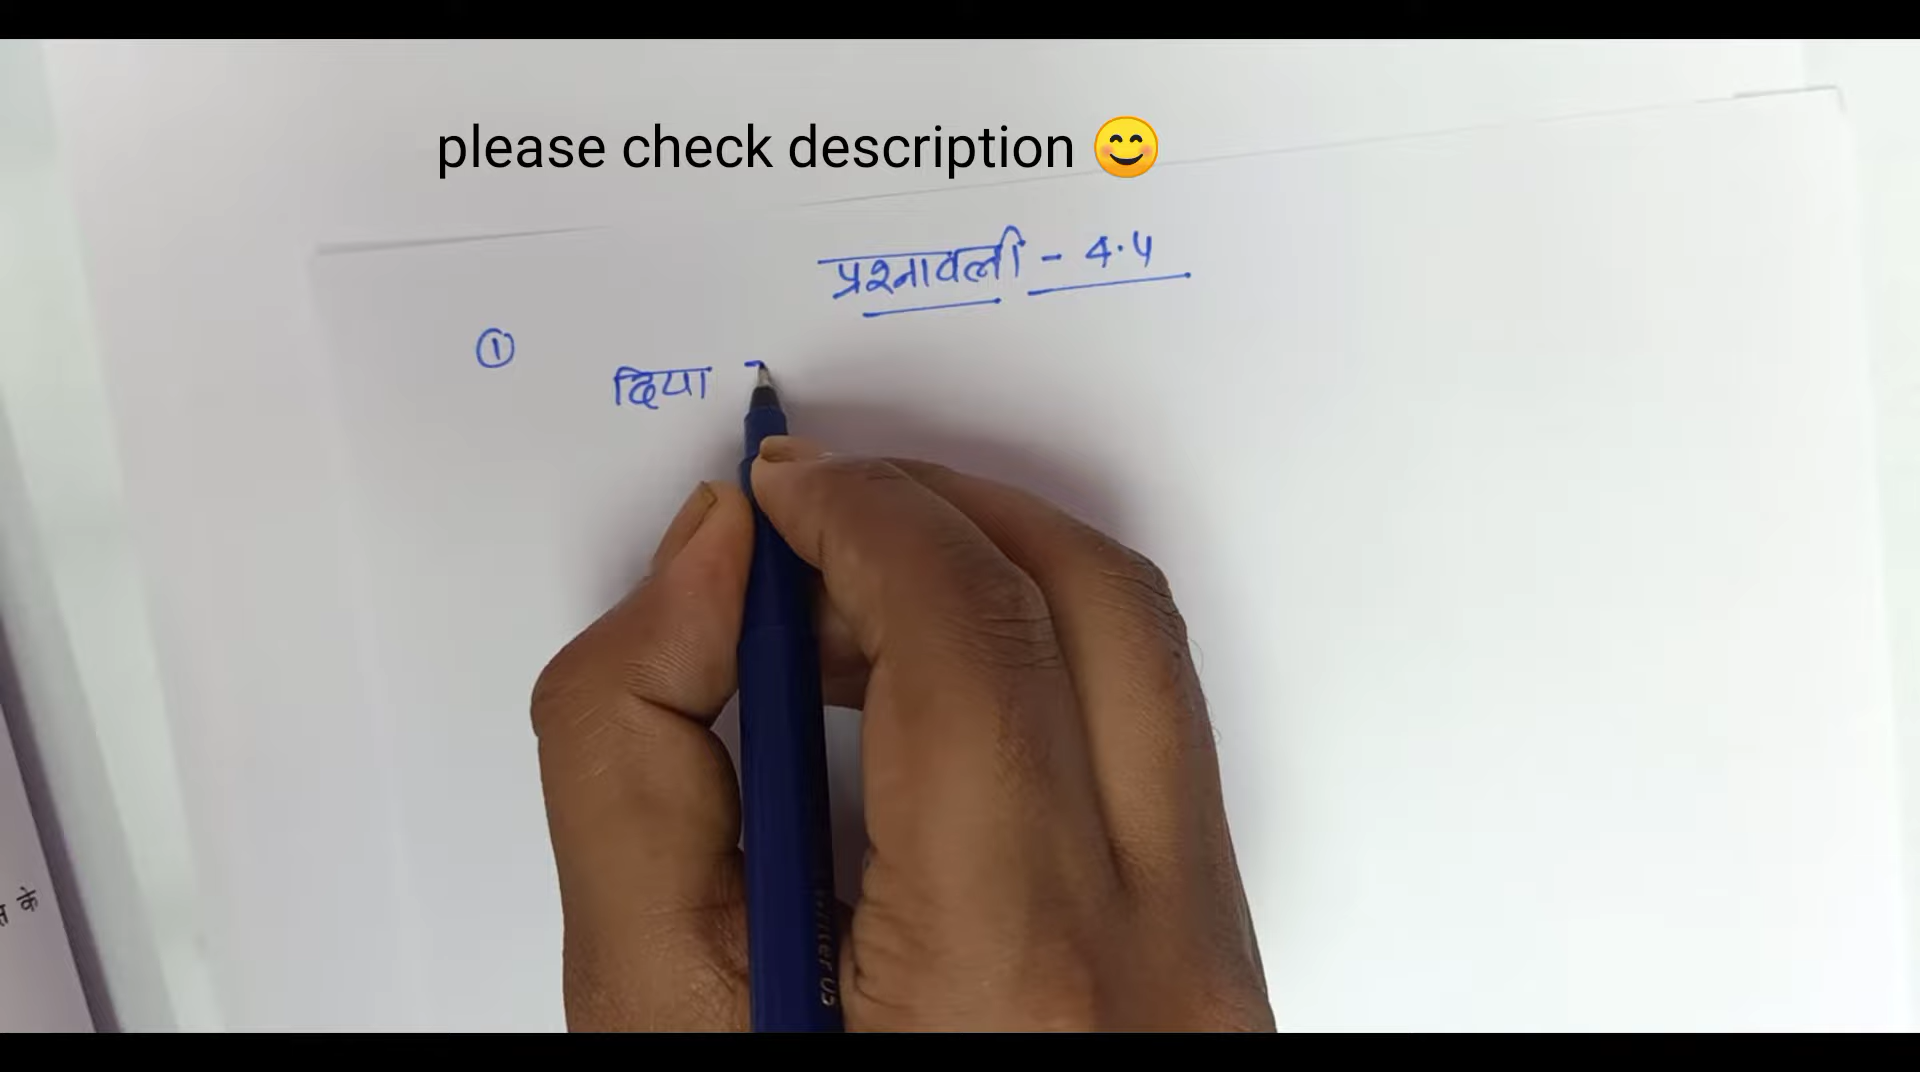 please check description 😊
प्रश्नावली - 4.4
①
दिया
के